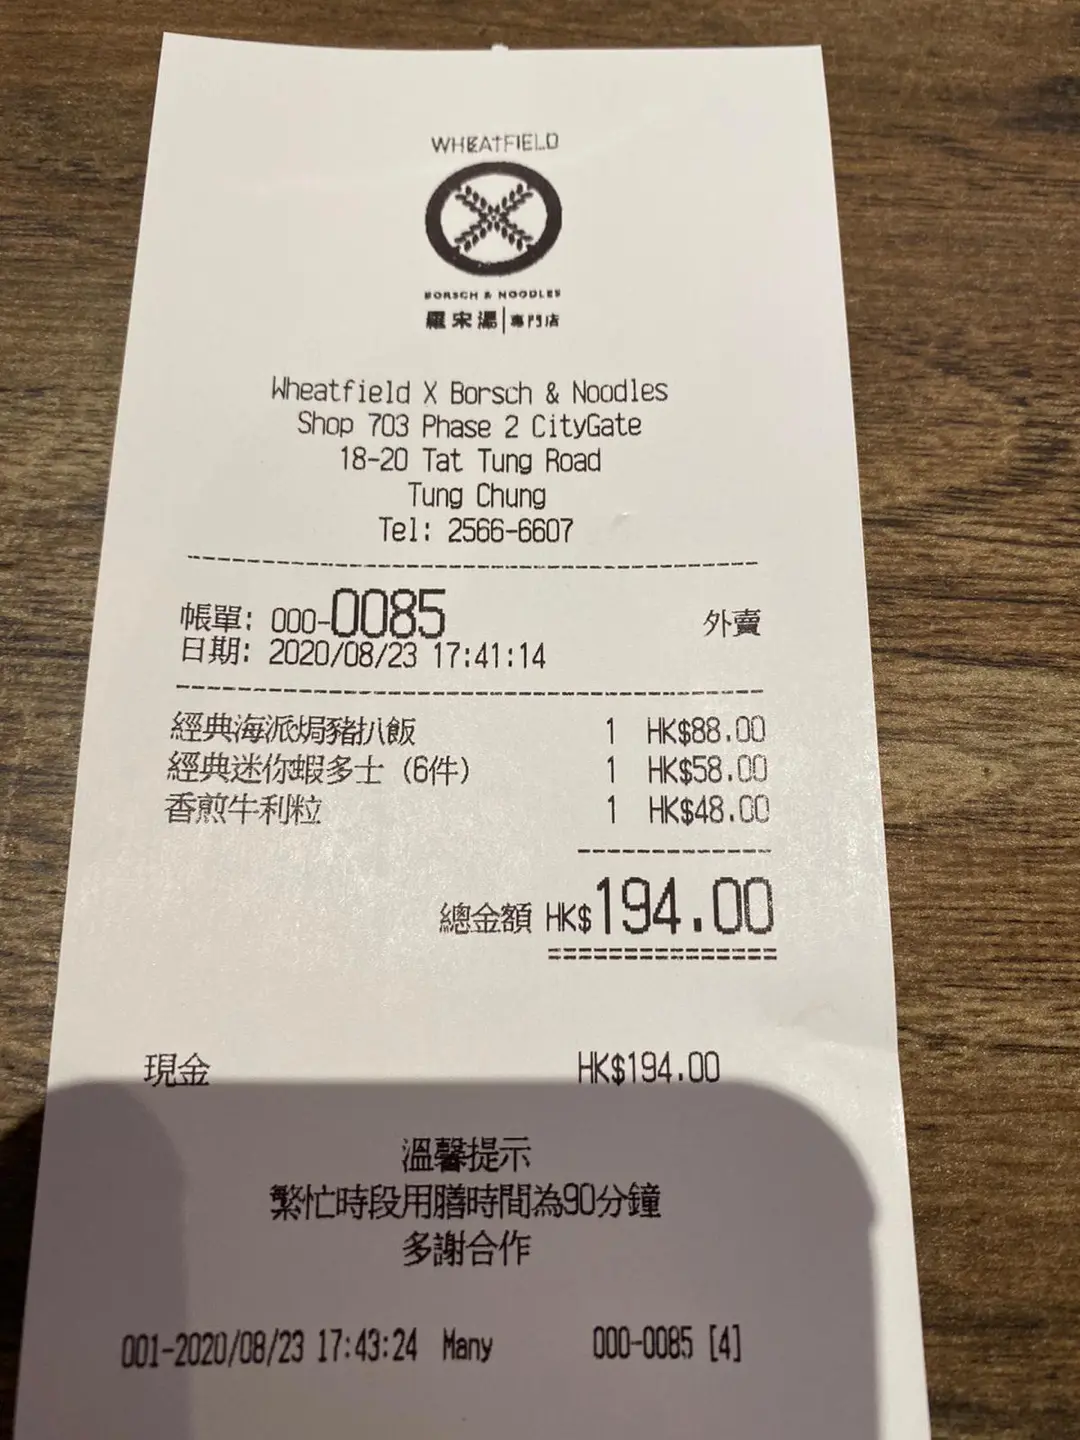 WHEATFIELD
BORSCH & NOODLES
羅宋湯|專門店
Wheatfield X Borsch & Noodles
Shop 703 Phase 2 CityGate
18-20 Tat Tung Road
Tung Chung
Tel: 2566-6607
帳單: 000-0085 外賣
日期: 2020/08/23 17:41:14
經典海派焗豬扒飯 1 HK$88.00
經典迷你蝦多士 (6件) 1 HK$58.00
香煎牛利粒 1 HK$48.00
總金額 HK$194.00
現金 HK$194.00
溫馨提示
繁忙時段用膳時間為90分鐘
多謝合作
001-2020/08/23 17:43:24 Many 000-0085 [4]